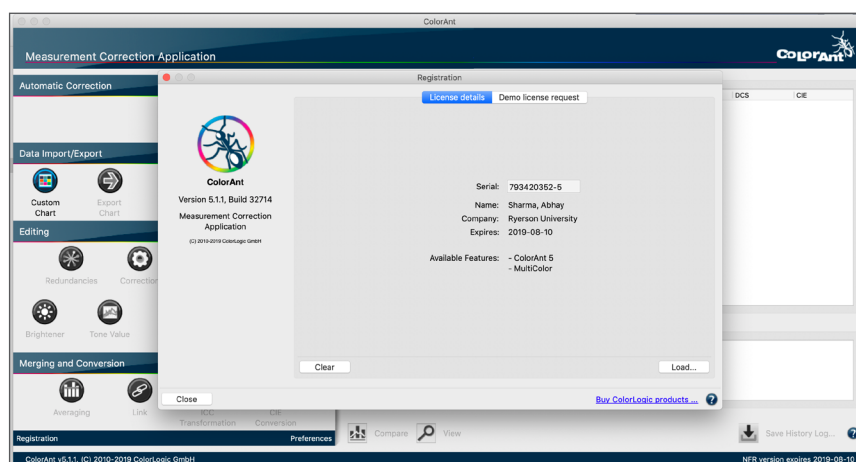 ColorAnt
Measurement Correction Application
ColorAnt
Automatic Correction
Registration
License details Demo license request
DCS CIE
Data Import/Export
Custom
Chart
Export
Chart
ColorAnt
Version 5.1.1, Build 32714
Measurement Correction
Application
(C) 2010-2019 ColorLogic GmbH
Serial: 793420352-5
Name: Sharma, Abhay
Company: Ryerson University
Expires: 2019-08-10
Available Features: - ColorAnt 5
- MultiColor
Editing
Redundancies Correction
Brightener Tone Value
Merging and Conversion
Clear Load...
Close Buy ColorLogic products ... ?
Averaging Link ICC
Transformation CIE
Conversion
Compare View Save History Log... ?
Registration Preferences
ColorAnt v5.1.1, (C) 2010-2019 ColorLogic GmbH NFR version expires 2019-08-10